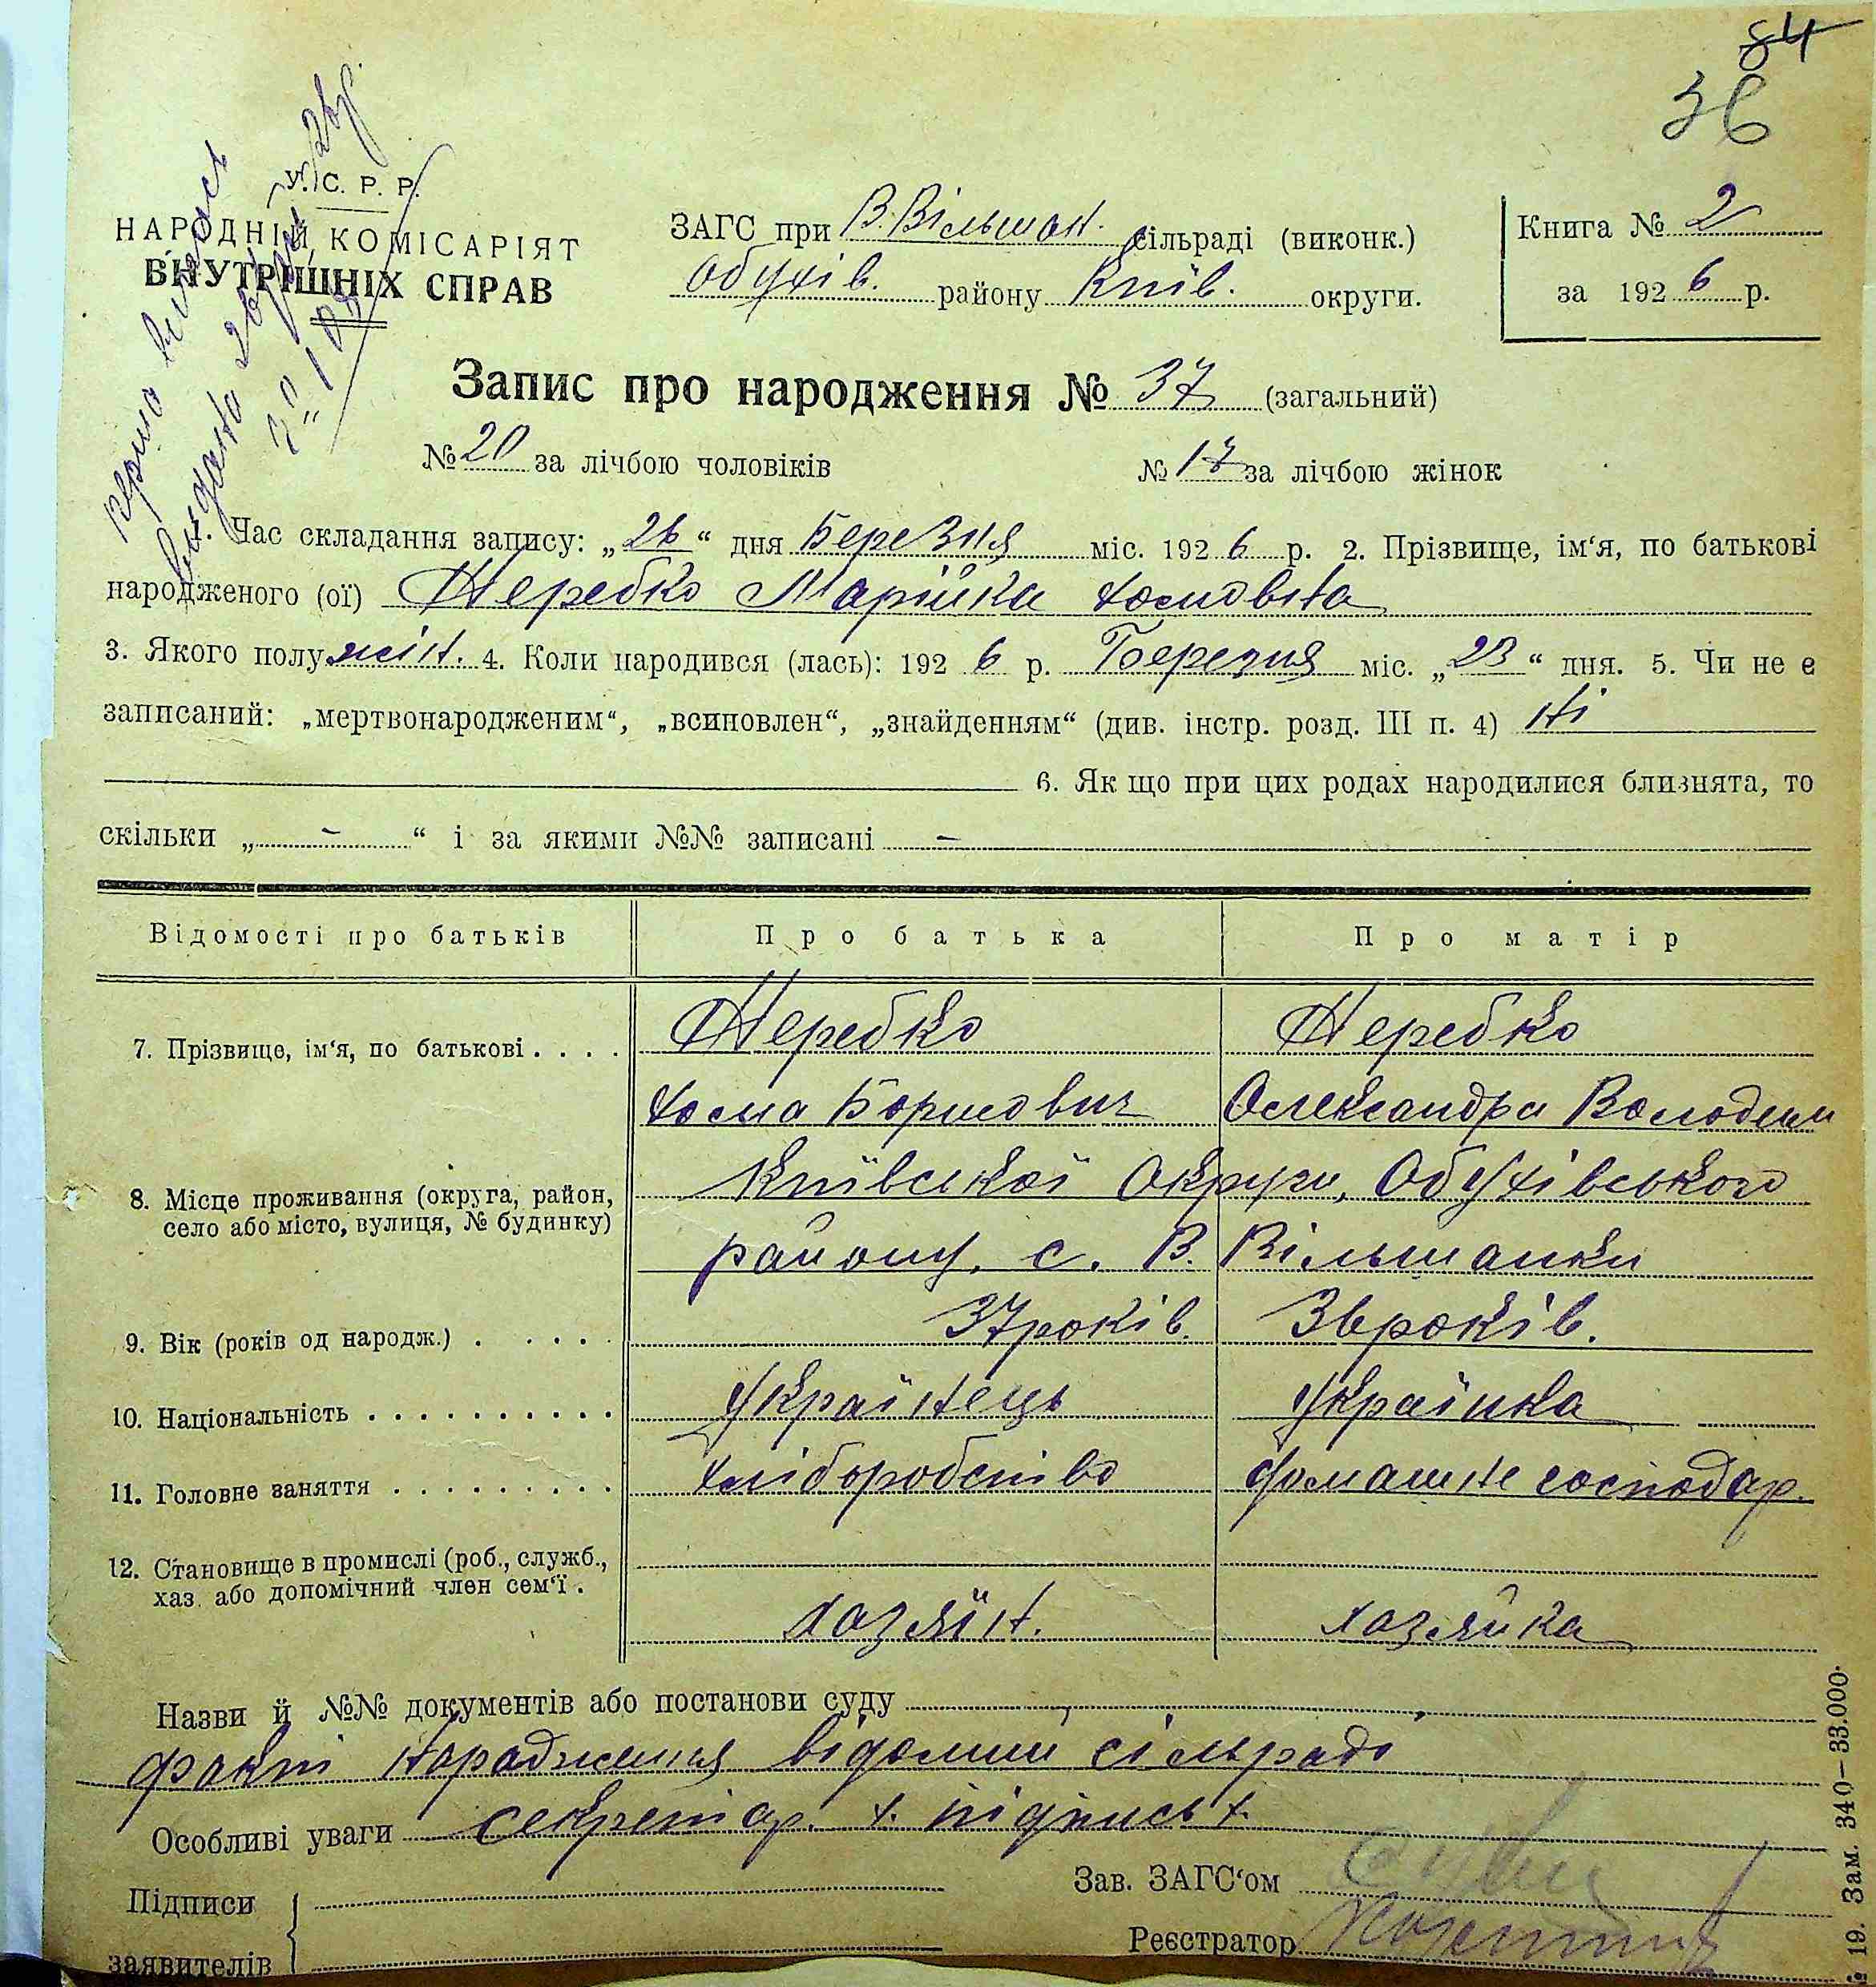 84
36
У. С. Р. Р.
НАРОДНІЙ КОМІСАРІЯТ
ВНУТРІШНІХ СПРАВ
ЗАГС при В. Вільшан. сільраді (виконк.)
Обухів. району Київ. округи.
Книга № 2
за 1926 р.
Запис про народження № 37 (загальний)
№ 20 за лічбою чоловіків № 17 за лічбою жінок
1. Час складання запису: „26“ дня Березня міс. 1926 р. 2. Прізвище, ім‘я, по батькові
народженого (ої) Неребко Марійка Хомовна
3. Якого полу жін. 4. Коли народився (лась): 1926 р. Березня міс. „23“ дня. 5. Чи не є
записаний: „мертвонародженим“, „всиновлен“, „знайденням“ (див. інстр. розд. III п. 4) Ні
6. Як що при цих родах народилися близнята, то
скільки „ – “ і за якими №№ записані –
Відомості про батьків Про батька Про матір
7. Прізвище, ім‘я, по батькові . . . . Неребко Неребко
Хома Борисович Олександра Володим
8. Місце проживання (округа, район, Київської Округи, Обухівського
село або місто, вулиця, № будинку) району, с. В. Вільшанки
9. Вік (років од народж.) . . . . . 37 років. 36 років.
10. Національність . . . . . . . . . . Українець Українка
11. Головне заняття . . . . . . . . . хліборобство домашне господар.
12. Становище в промислі (роб., служб.,
хаз. або допомічний член сем‘ї .
хазяїн. хазяйка
Назви й №№ документів або постанови суду
факт народження відомий сільраді
Особливі уваги секретар. х. підпись х.
Підписи
заявителів
Зав. ЗАГС‘ом
Реєстратор
19. Зам. 340—33.000.